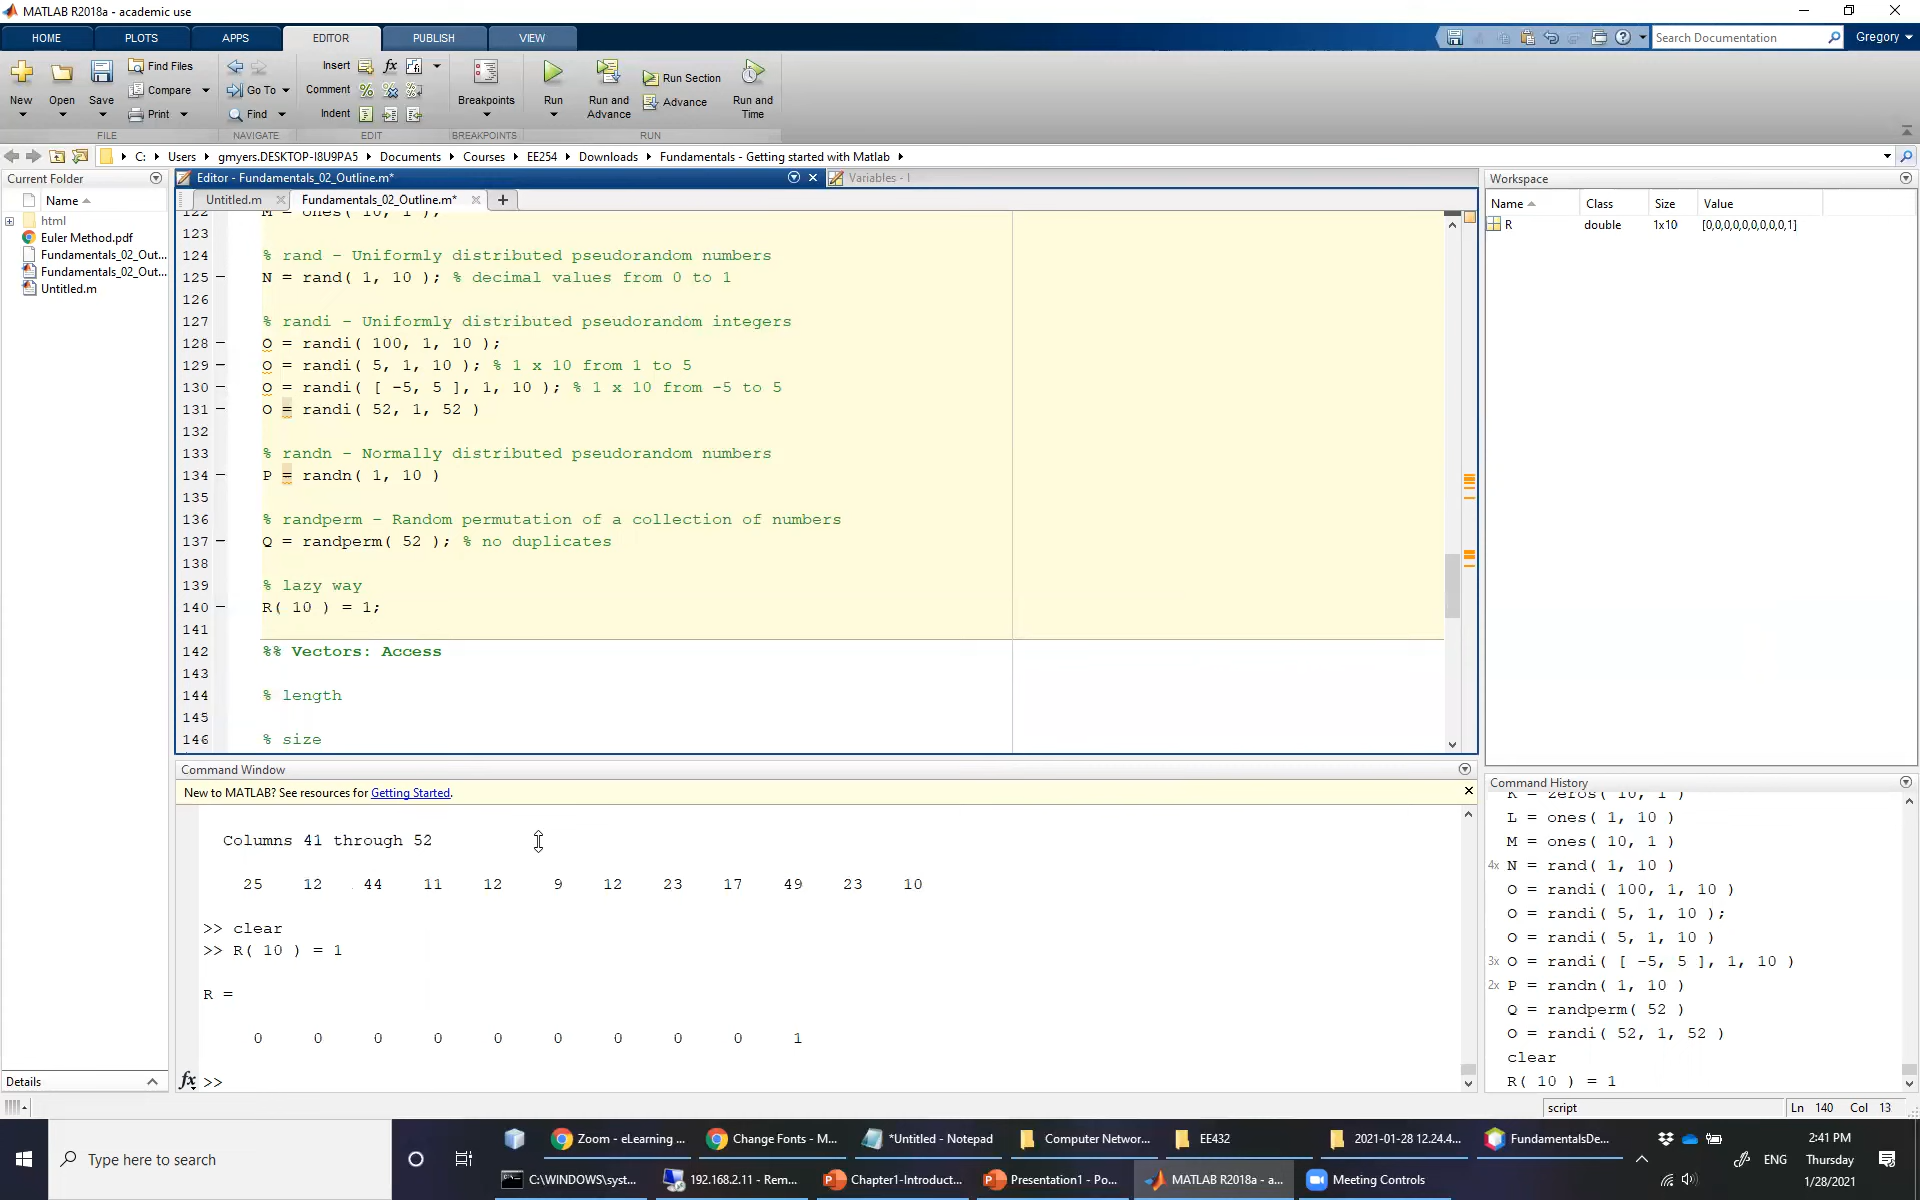 MATLAB R2018a - academic use
HOME PLOTS APPS EDITOR PUBLISH VIEW
Search Documentation Gregory
New Open Save Find Files Compare Print
Go To Find
Insert fx Comment Indent
Breakpoints Run Run and Advance Run Section Advance Run and Time
FILE NAVIGATE EDIT BREAKPOINTS RUN
C: Users gmyers.DESKTOP-I8U9PA5 Documents Courses EE254 Downloads Fundamentals - Getting started with Matlab
Current Folder
Name
html
Euler Method.pdf
Fundamentals_02_Out...
Fundamentals_02_Out...
Untitled.m
Details
Editor - Fundamentals_02_Outline.m*
Variables - I
Untitled.m Fundamentals_02_Outline.m*
122 M = ones( 10, 1 );
123
124 % rand - Uniformly distributed pseudorandom numbers
125 N = rand( 1, 10 ); % decimal values from 0 to 1
126
127 % randi - Uniformly distributed pseudorandom integers
128 O = randi( 100, 1, 10 );
129 O = randi( 5, 1, 10 ); % 1 x 10 from 1 to 5
130 O = randi( [ -5, 5 ], 1, 10 ); % 1 x 10 from -5 to 5
131 O = randi( 52, 1, 52 )
132
133 % randn - Normally distributed pseudorandom numbers
134 P = randn( 1, 10 )
135
136 % randperm - Random permutation of a collection of numbers
137 Q = randperm( 52 ); % no duplicates
138
139 % lazy way
140 R( 10 ) = 1;
141
142 %% Vectors: Access
143
144 % length
145
146 % size
Command Window
New to MATLAB? See resources for Getting Started.
Columns 41 through 52
25 12 44 11 12 9 12 23 17 49 23 10
>> clear
>> R( 10 ) = 1
R =
0 0 0 0 0 0 0 0 0 1
fx >>
Workspace
Name Class Size Value
R double 1x10 [0,0,0,0,0,0,0,0,0,1]
Command History
K = zeros( 10, 1 )
L = ones( 1, 10 )
M = ones( 10, 1 )
4x N = rand( 1, 10 )
O = randi( 100, 1, 10 )
O = randi( 5, 1, 10 );
O = randi( 5, 1, 10 )
3x O = randi( [ -5, 5 ], 1, 10 )
2x P = randn( 1, 10 )
Q = randperm( 52 )
O = randi( 52, 1, 52 )
clear
R( 10 ) = 1
script Ln 140 Col 13
Type here to search
Zoom - eLearning ... Change Fonts - M... *Untitled - Notepad Computer Networ... EE432 2021-01-28 12.24.4... FundamentalsDe...
C:\WINDOWS\syst... 192.168.2.11 - Rem... Chapter1-Introduct... Presentation1 - Po... MATLAB R2018a - a... Meeting Controls
ENG
2:41 PM
Thursday
1/28/2021